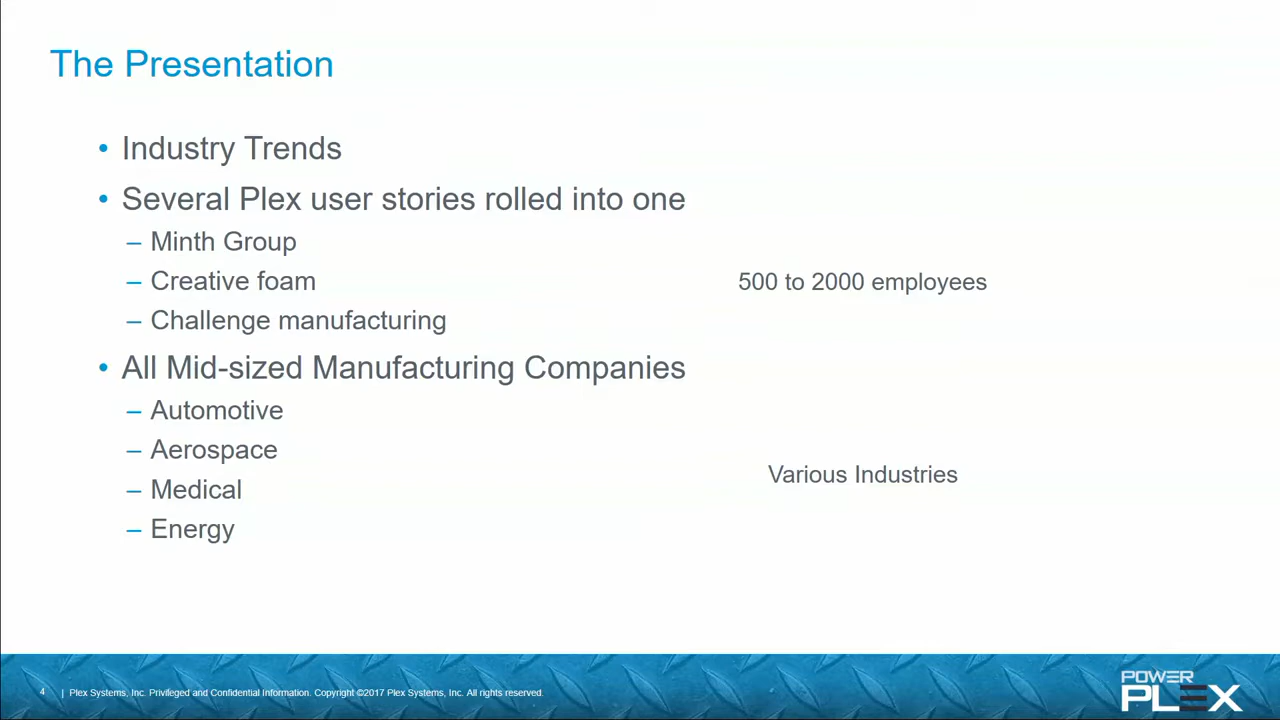 The Presentation
• Industry Trends
• Several Plex user stories rolled into one
– Minth Group
– Creative foam
500 to 2000 employees
– Challenge manufacturing
• All Mid-sized Manufacturing Companies
– Automotive
– Aerospace
Various Industries
– Medical
– Energy
4 | Plex Systems, Inc. Privileged and Confidential Information. Copyright ©2017 Plex Systems, Inc. All rights reserved.
POWER
PLEX